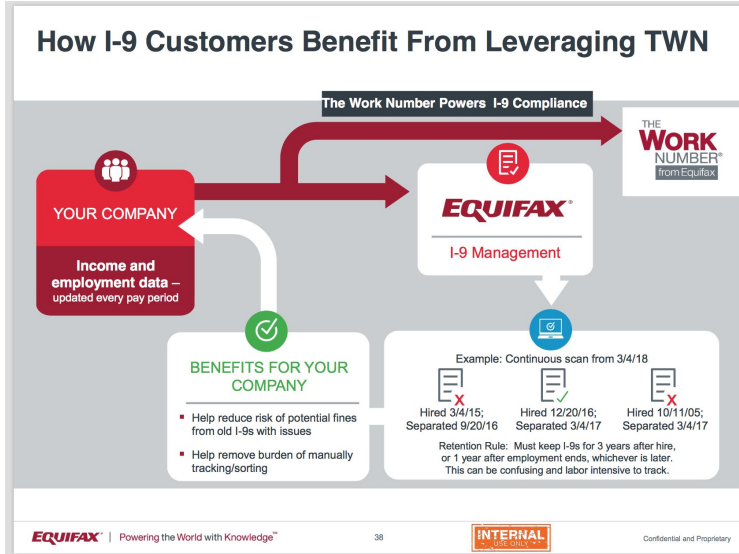 How I-9 Customers Benefit From Leveraging TWN
The Work Number Powers I-9 Compliance
THE
WORK
NUMBER®
from Equifax
YOUR COMPANY
Income and
employment data –
updated every pay period
EQUIFAX®
I-9 Management
BENEFITS FOR YOUR
COMPANY
▪ Help reduce risk of potential fines
from old I-9s with issues
▪ Help remove burden of manually
tracking/sorting
Example: Continuous scan from 3/4/18
Hired 3/4/15;
Separated 9/20/16
Hired 12/20/16;
Separated 3/4/17
Hired 10/11/05;
Separated 3/4/17
Retention Rule: Must keep I-9s for 3 years after hire,
or 1 year after employment ends, whichever is later.
This can be confusing and labor intensive to track.
EQUIFAX® | Powering the World with Knowledge™
38
INTERNAL
USE ONLY
Confidential and Proprietary